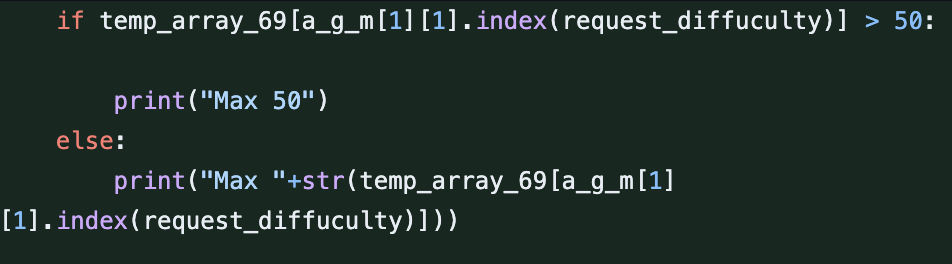 if temp_array_69[a_g_m[1][1].index(request_diffuculty)] > 50:
print("Max 50")
else:
print("Max "+str(temp_array_69[a_g_m[1]
[1].index(request_diffuculty)]))